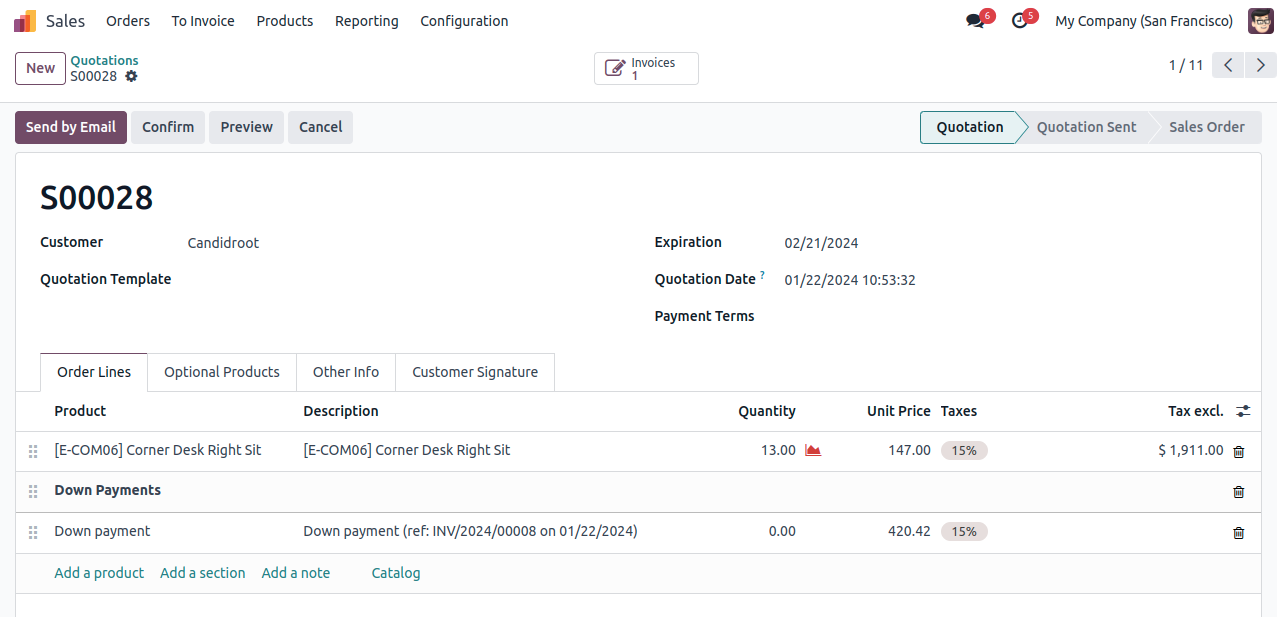 Sales Orders To Invoice Products Reporting Configuration 6 5 My Company (San Francisco)
New Quotations Invoices 1 / 11
S00028 1
Send by Email Confirm Preview Cancel Quotation Quotation Sent Sales Order
S00028
Customer Candidroot Expiration 02/21/2024
Quotation Template Quotation Date ? 01/22/2024 10:53:32
Payment Terms
Order Lines Optional Products Other Info Customer Signature
Product Description Quantity Unit Price Taxes Tax excl.
[E-COM06] Corner Desk Right Sit [E-COM06] Corner Desk Right Sit 13.00 147.00 15% $ 1,911.00
Down Payments
Down payment Down payment (ref: INV/2024/00008 on 01/22/2024) 0.00 420.42 15%
Add a product Add a section Add a note Catalog